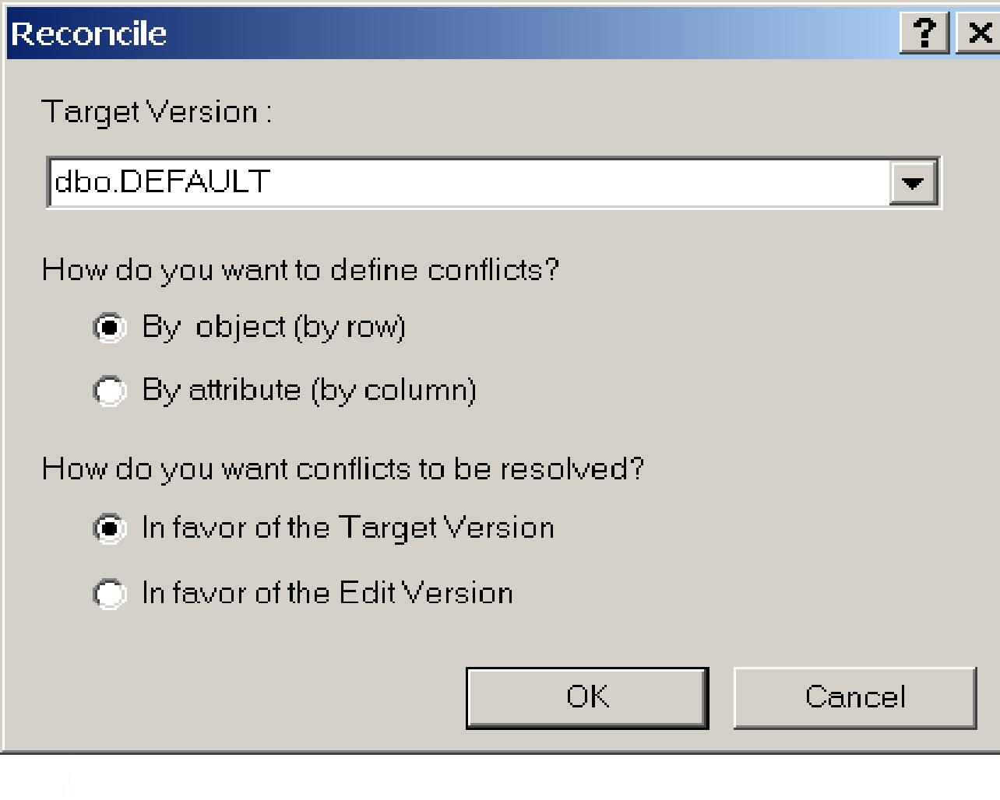 Reconcile
Target Version :
dbo.DEFAULT
How do you want to define conflicts?
By  object (by row)
By attribute (by column)
How do you want conflicts to be resolved?
In favor of the Target Version
In favor of the Edit Version
OK
Cancel